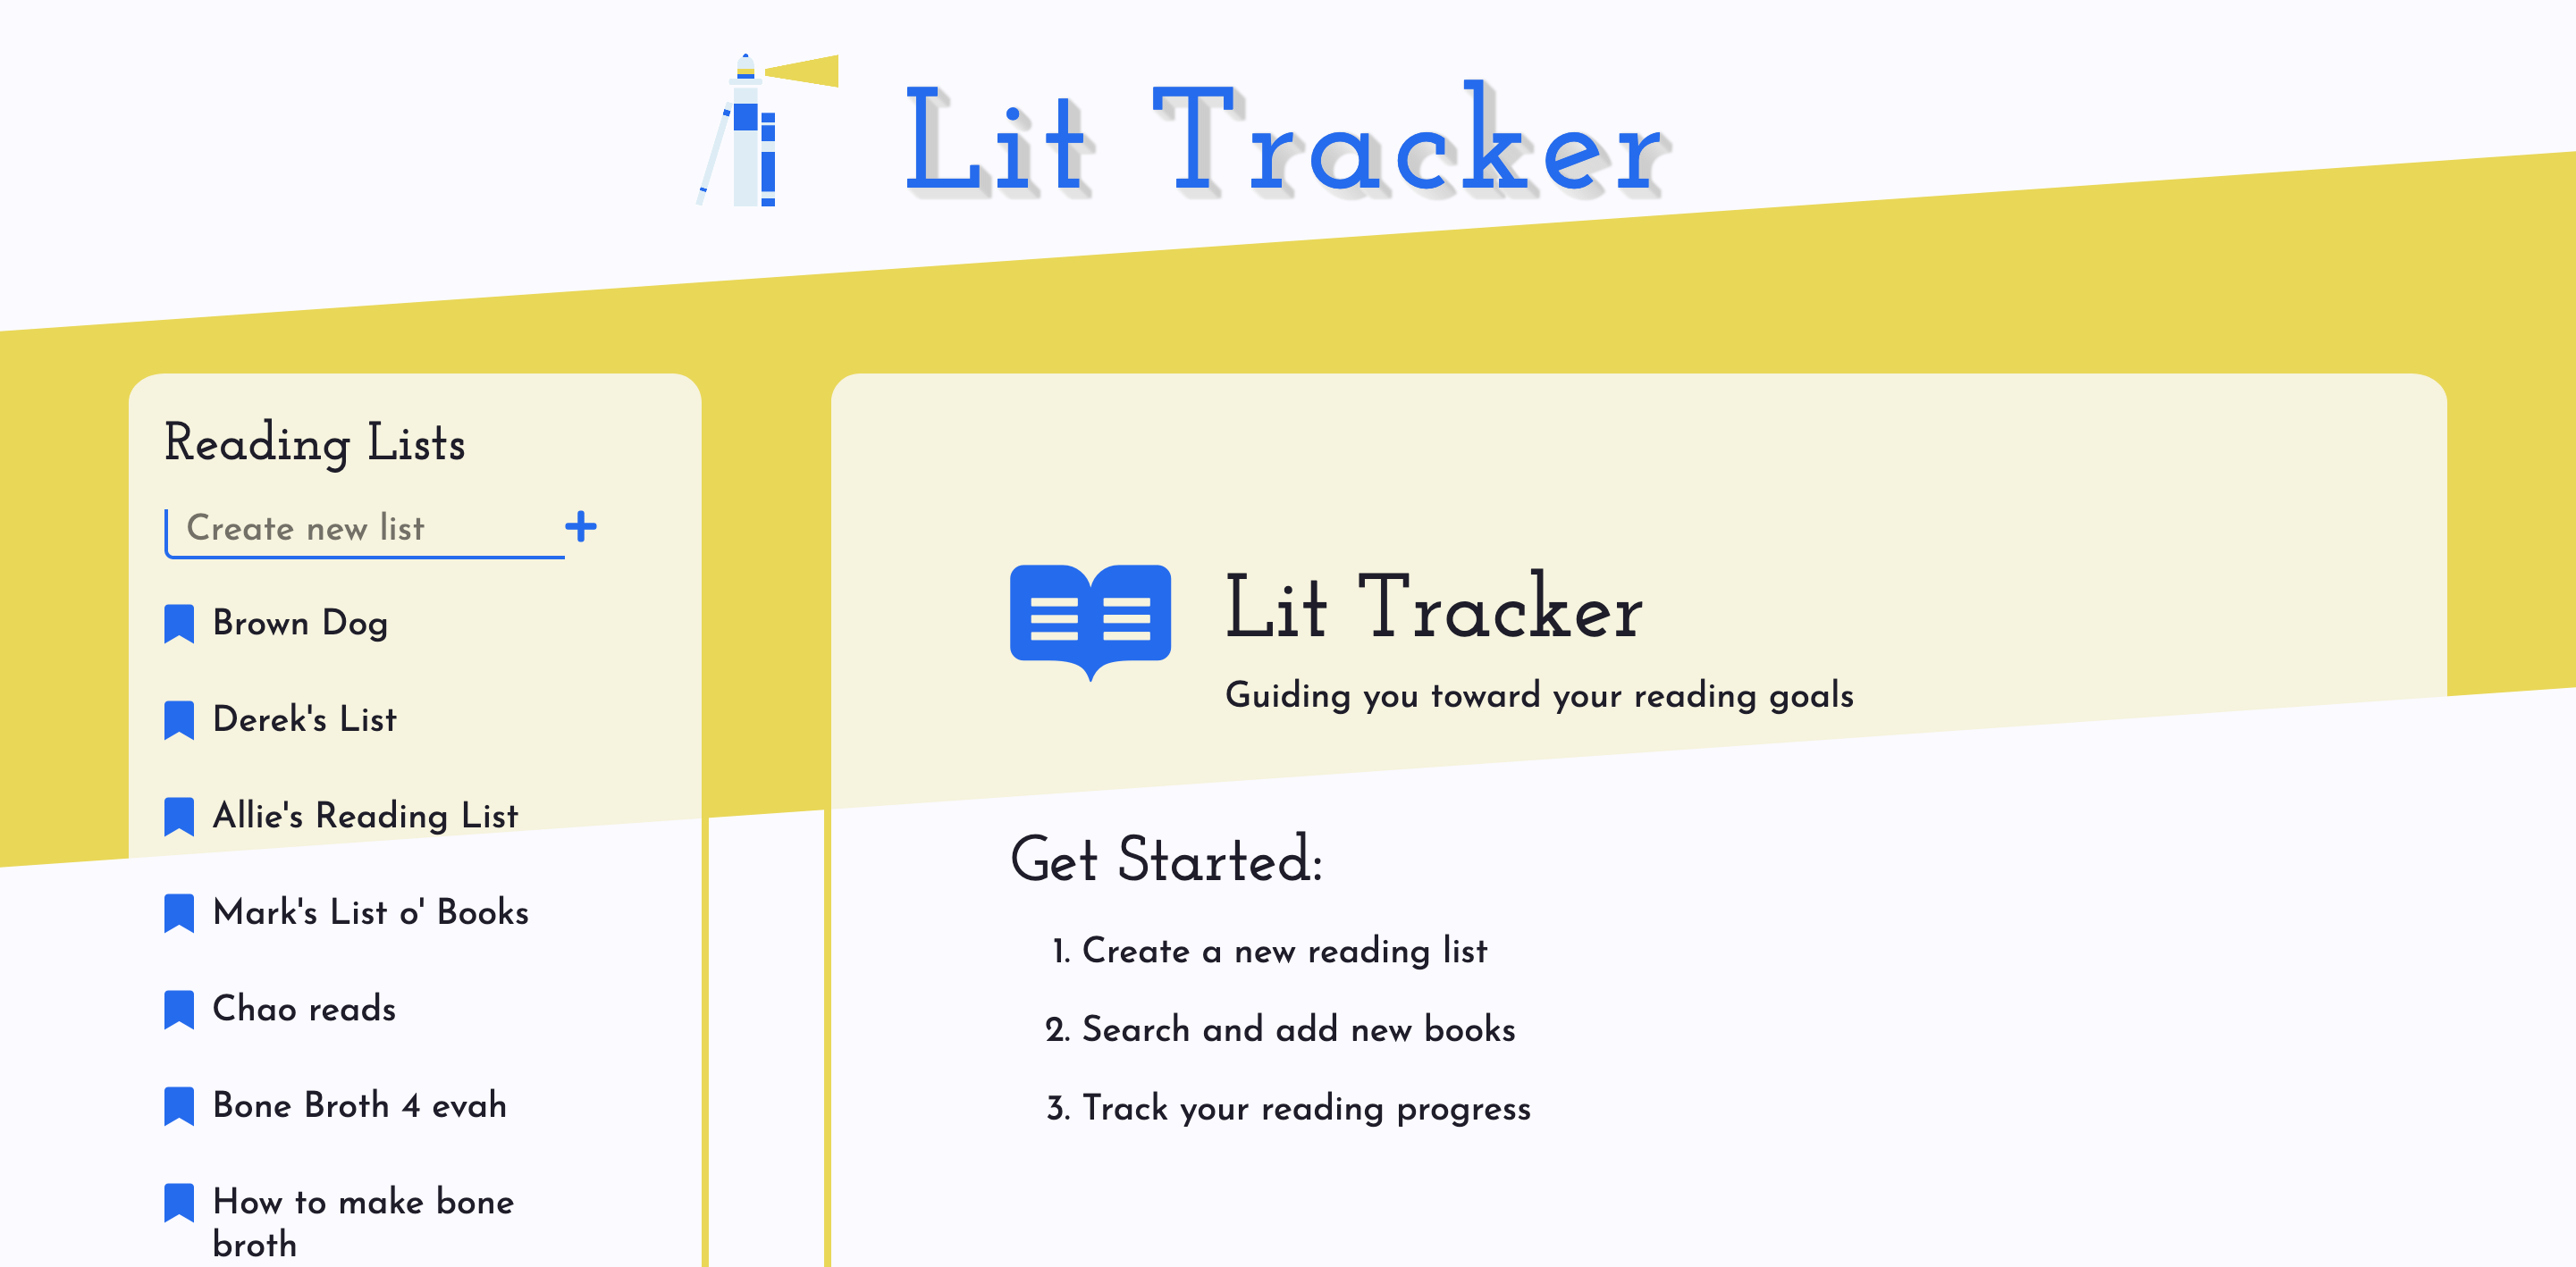 Lit Tracker
Reading Lists
Create new list
Brown Dog
Derek's List
Allie's Reading List
Mark's List o' Books
Chao reads
Bone Broth 4 evah
How to make bone
broth
Lit Tracker
Guiding you toward your reading goals
Get Started:
1. Create a new reading list
2. Search and add new books
3. Track your reading progress